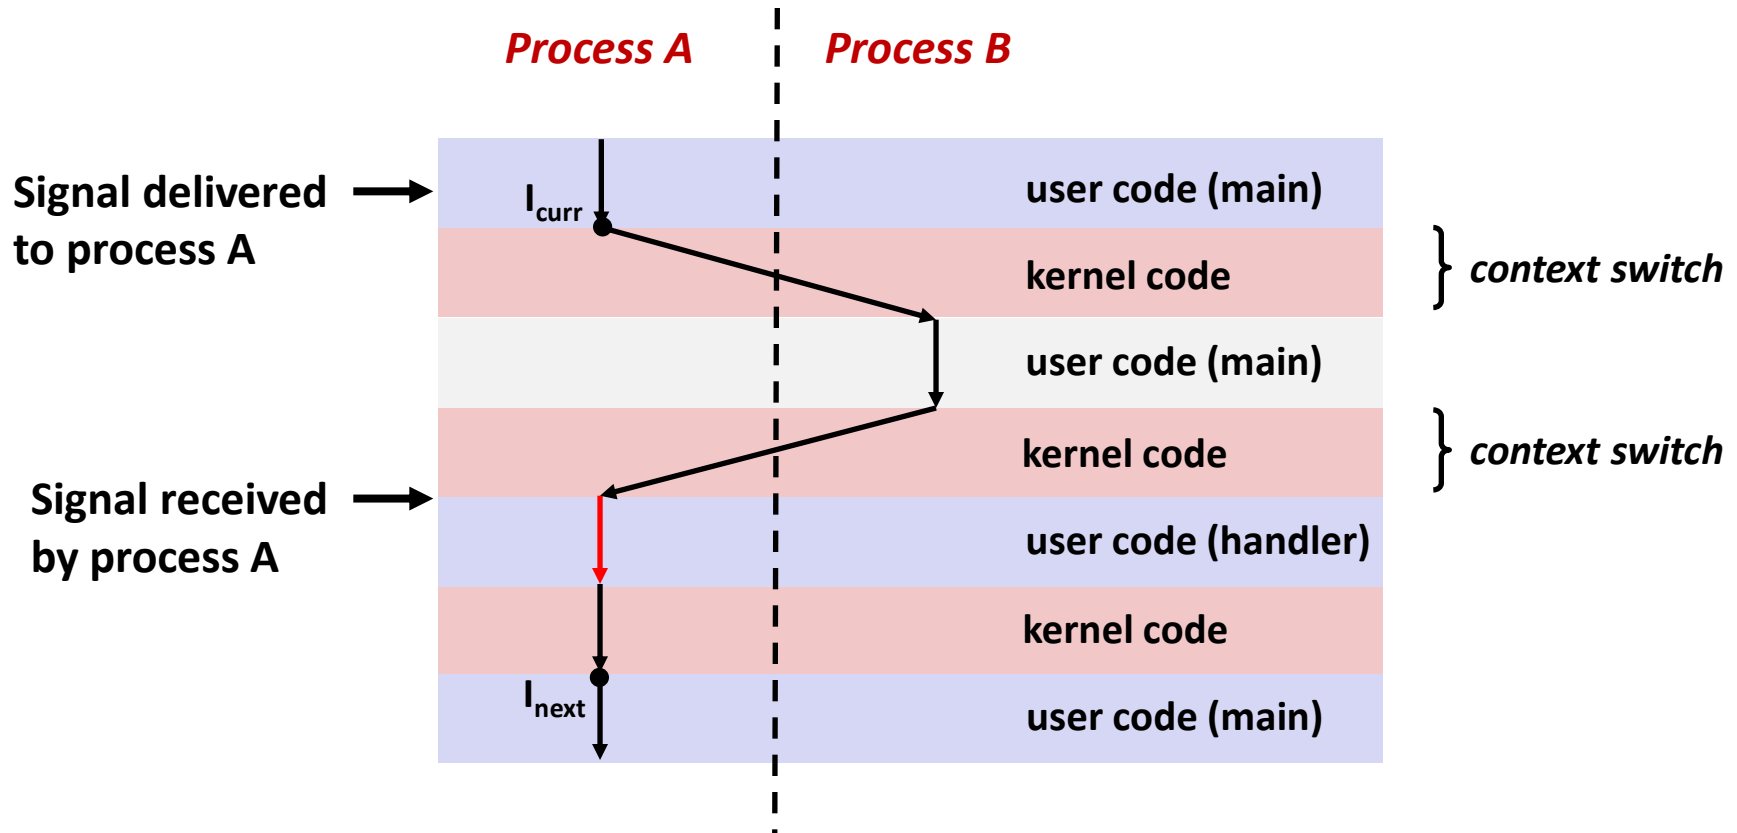 Process A
Process B
Signal delivered
to process A
Icurr
user code (main)
kernel code
context switch
user code (main)
kernel code
context switch
Signal received
by process A
user code (handler)
kernel code
Inext
user code (main)